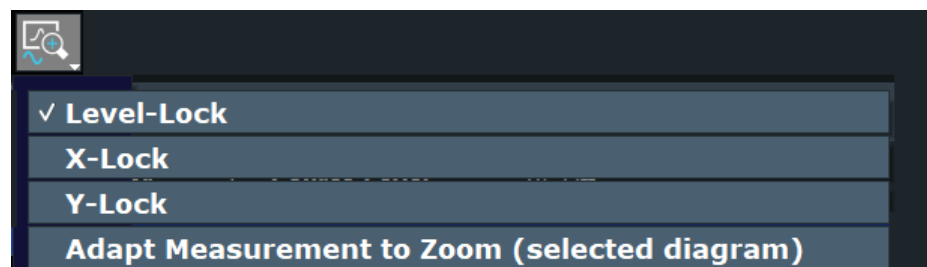 ✓ Level-Lock
X-Lock
Y-Lock
Adapt Measurement to Zoom (selected diagram)